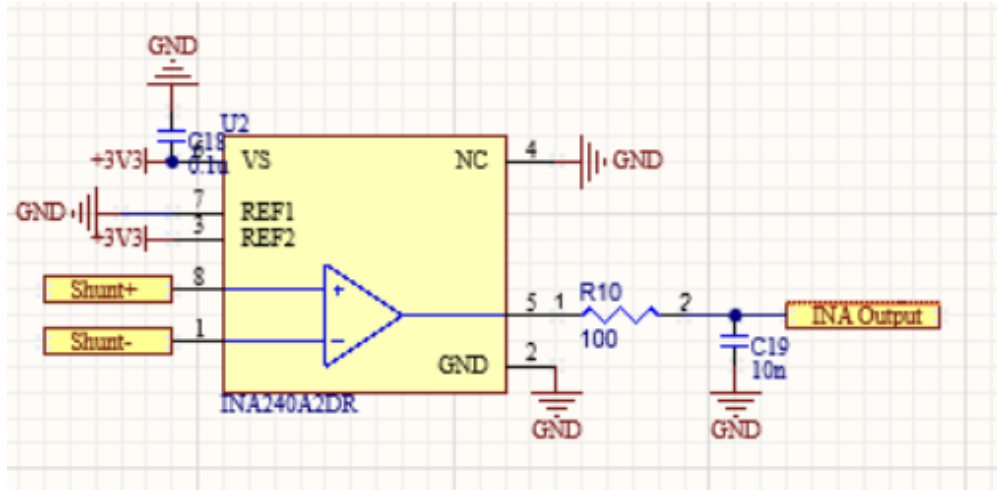 GND
U2
C18
0.1u
+3V3
6
VS
NC
4
GND
GND
7
REF1
+3V3
3
REF2
Shunt+
8
+
5
1
R10
2
100
INA Output
Shunt-
1
-
C19
10n
GND
2
INA240A2DR
GND
GND